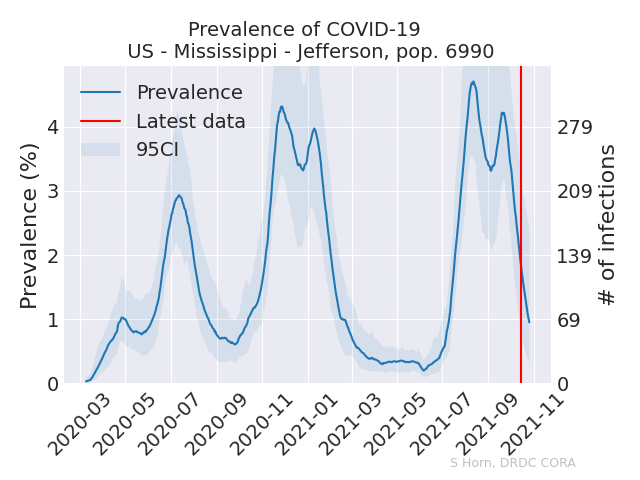 Prevalence of COVID-19
US - Mississippi - Jefferson, pop. 6990
Prevalence
Latest data
95CI
Prevalence (%)
4
3
2
1
0
# of infections
279
209
139
69
0
2020-03
2020-05
2020-07
2020-09
2020-11
2021-01
2021-03
2021-05
2021-07
2021-09
2021-11
S Horn, DRDC CORA